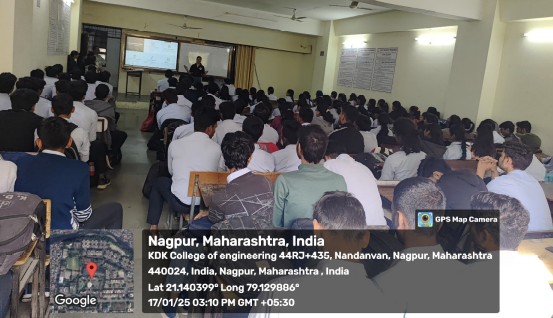 GPS Map Camera
Nagpur, Maharashtra, India
KDK College of engineering 44RJ+435, Nandanvan, Nagpur, Maharashtra
440024, India, Nagpur, Maharashtra , India
Lat 21.140399° Long 79.129886°
17/01/25 03:10 PM GMT +05:30
Google